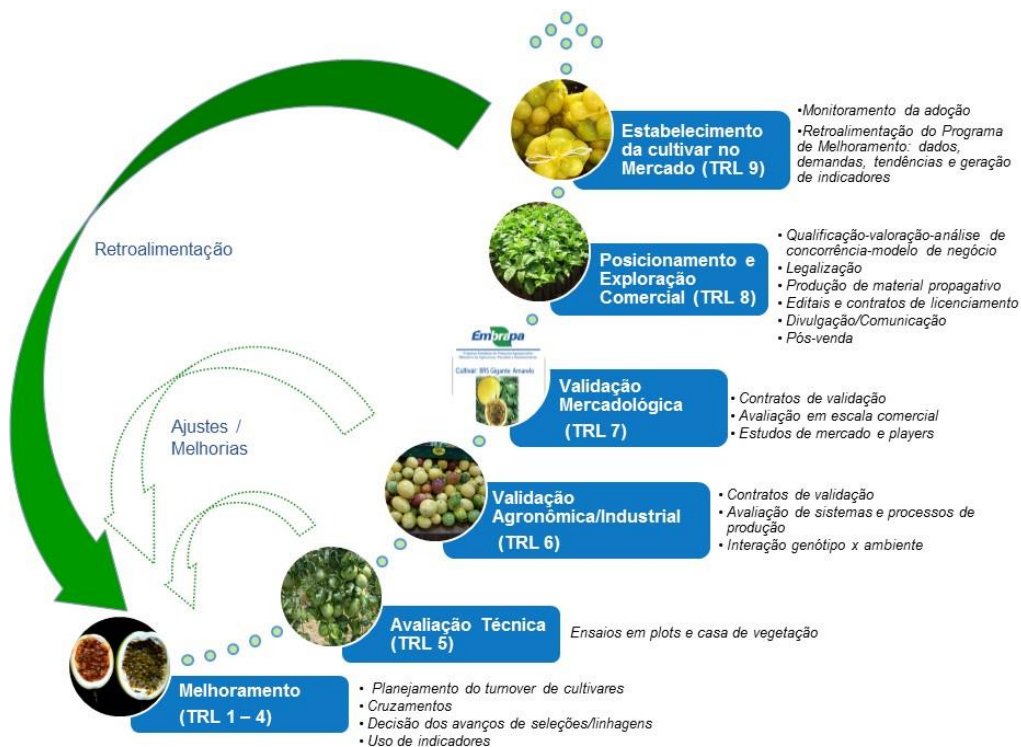 Estabelecimento
da cultivar no
Mercado (TRL 9)
•Monitoramento da adoção
•Retroalimentação do Programa
de Melhoramento: dados,
demandas, tendências e geração
de indicadores
Retroalimentação
Posicionamento e
Exploração
Comercial (TRL 8)
• Qualificação-valoração-análise de
concorrência-modelo de negócio
• Legalização
• Produção de material propagativo
• Editais e contratos de licenciamento
• Divulgação/Comunicação
• Pós-venda
Embrapa
Cultivar: BRS Gigante Amarelo
Validação
Mercadológica
(TRL 7)
• Contratos de validação
• Avaliação em escala comercial
• Estudos de mercado e players
Ajustes /
Melhorias
Validação
Agronômica/Industrial
(TRL 6)
• Contratos de validação
• Avaliação de sistemas e processos de
produção
• Interação genótipo x ambiente
Avaliação Técnica
(TRL 5)
Ensaios em plots e casa de vegetação
Melhoramento
(TRL 1 – 4)
• Planejamento do turnover de cultivares
• Cruzamentos
• Decisão dos avanços de seleções/linhagens
• Uso de indicadores